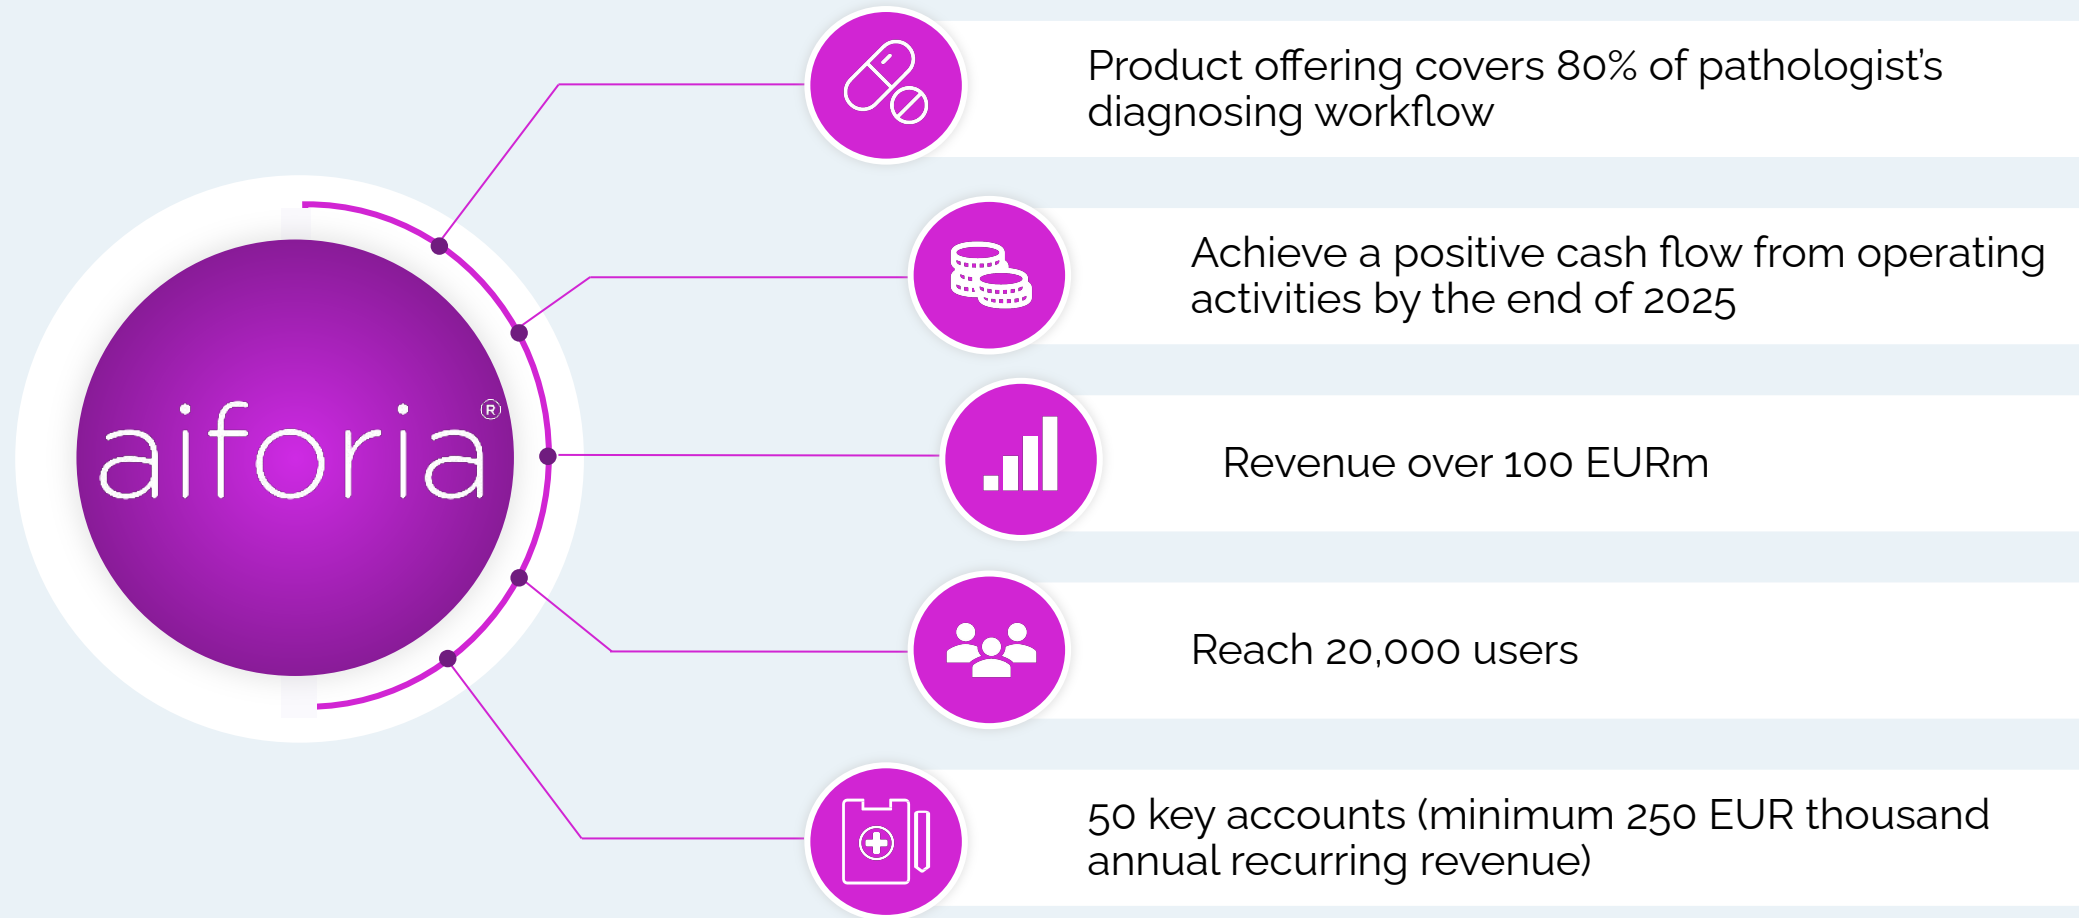 aiforia®
Product offering covers 80% of pathologist’s
diagnosing workflow
Achieve a positive cash flow from operating
activities by the end of 2025
Revenue over 100 EURm
Reach 20,000 users
50 key accounts (minimum 250 EUR thousand
annual recurring revenue)